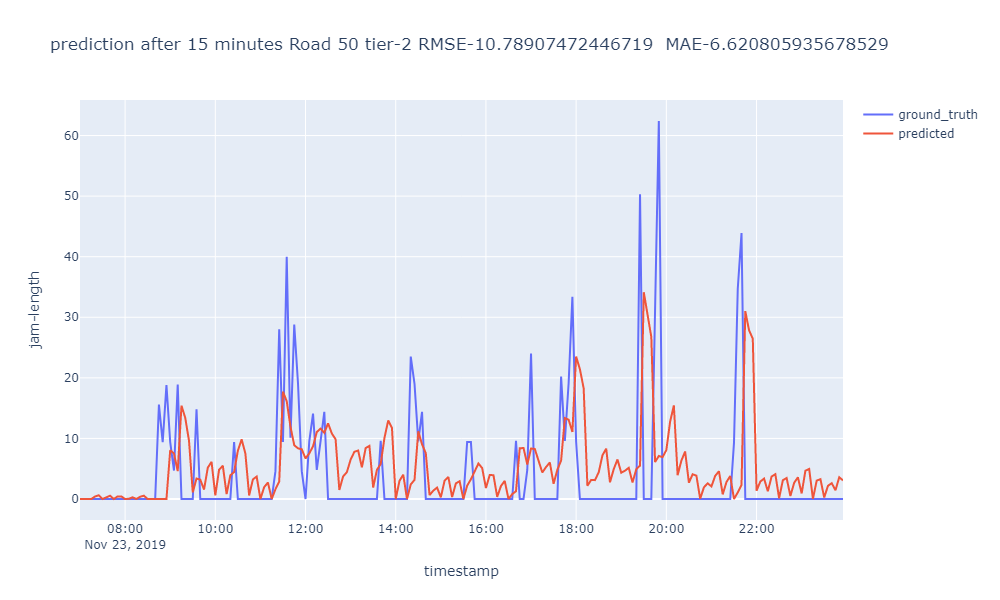 prediction after 15 minutes Road 50 tier-2 RMSE-10.78907472446719  MAE-6.620805935678529
ground_truth
predicted
60
50
40
30
20
10
0
jam-length
08:00 10:00 12:00 14:00 16:00 18:00 20:00 22:00
Nov 23, 2019
timestamp